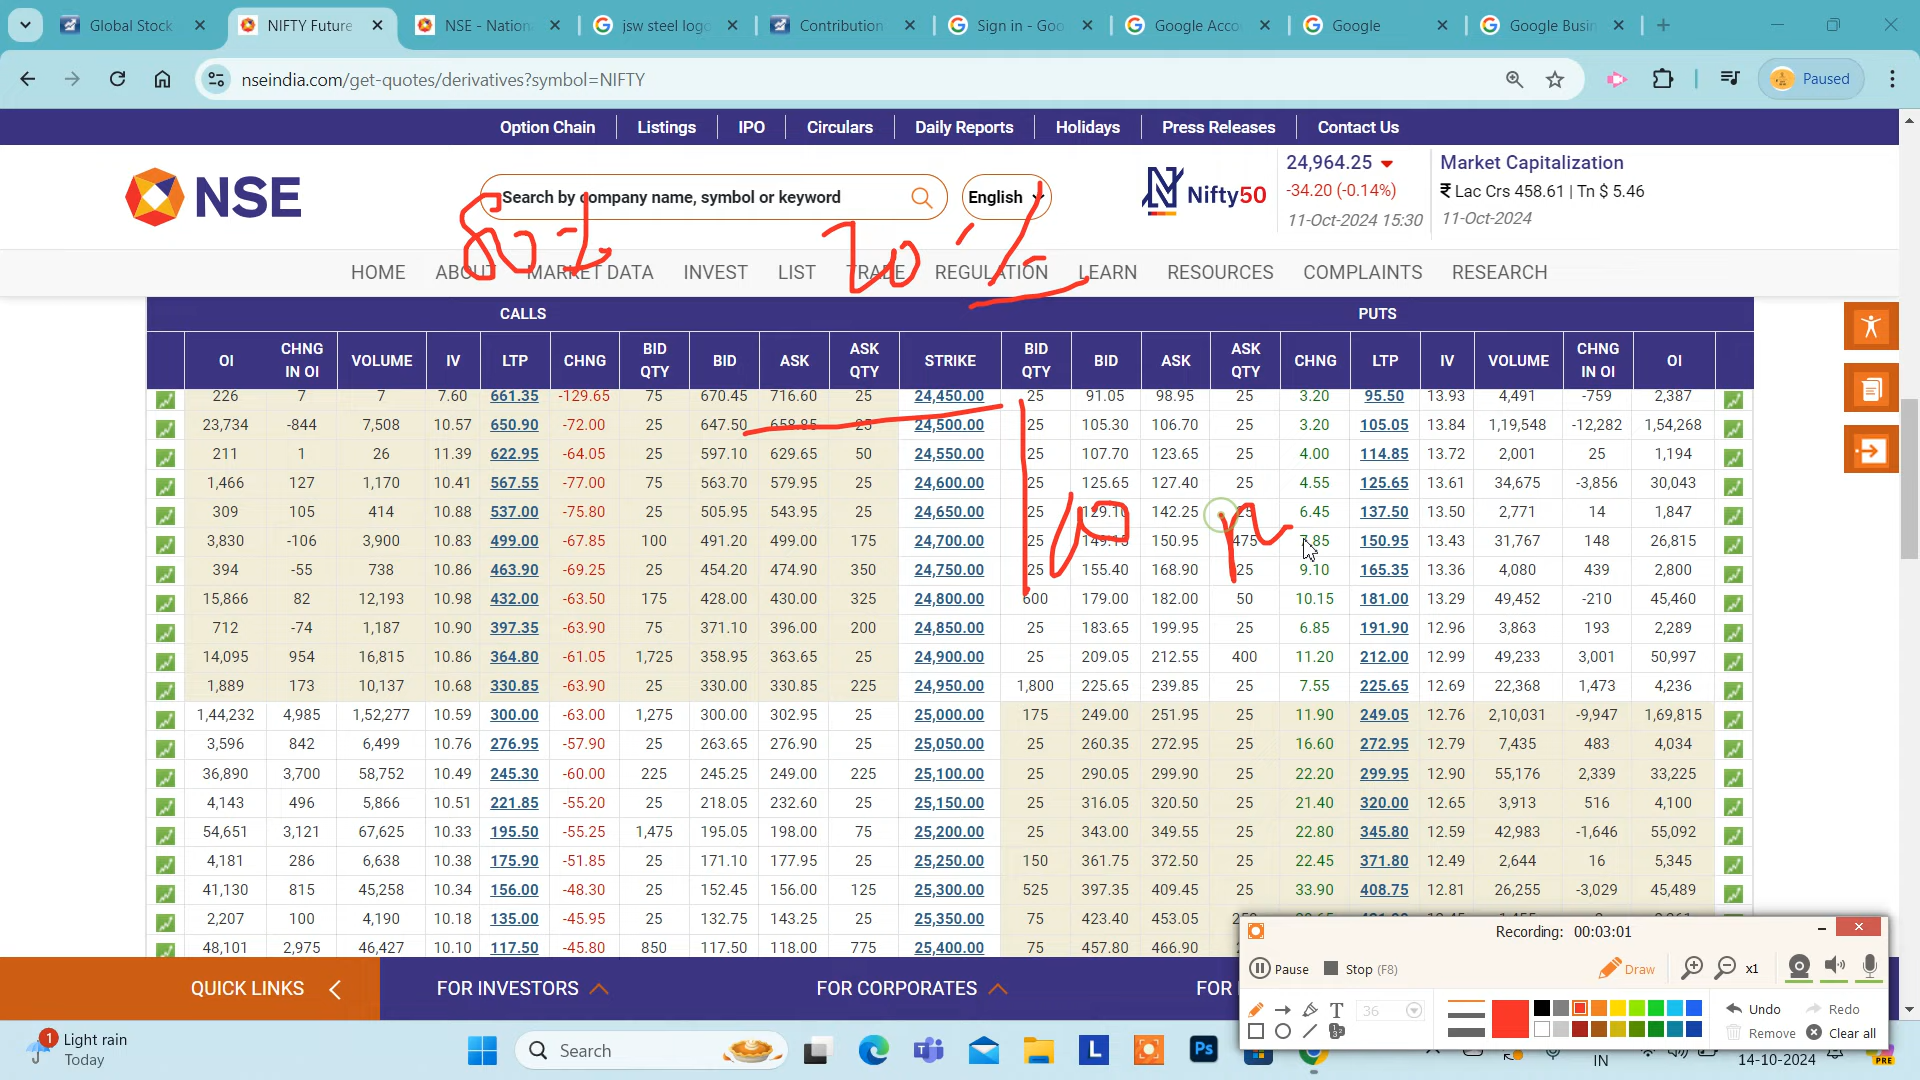 Global Stock
NIFTY Future
NSE - Nation
jsw steel logo
Contribution
Sign in - Goo
Google Acco
Google
Google Busin
nseindia.com/get-quotes/derivatives?symbol=NIFTY
Paused
Option Chain Listings IPO Circulars Daily Reports Holidays Press Releases Contact Us
NSE
Search by company name, symbol or keyword
English
Nifty50
24,964.25
-34.20 (-0.14%)
11-Oct-2024 15:30
Market Capitalization
₹ Lac Crs 458.61 | Tn $ 5.46
11-Oct-2024
80%
20%
HOME ABOUT MARKET DATA INVEST LIST TRADE REGULATION LEARN RESOURCES COMPLAINTS RESEARCH
CALLS PUTS
OI CHNG IN OI VOLUME IV LTP CHNG BID QTY BID ASK ASK QTY STRIKE BID QTY BID ASK ASK QTY CHNG LTP IV VOLUME CHNG IN OI OI
226 7 7 7.60 661.35 -129.65 75 670.45 716.60 25 24,450.00 25 91.05 98.95 25 3.20 95.50 13.93 4,491 -759 2,387
23,734 -844 7,508 10.57 650.90 -72.00 25 647.50 658.85 25 24,500.00 25 105.30 106.70 25 3.20 105.05 13.84 1,19,548 -12,282 1,54,268
211 1 26 11.39 622.95 -64.05 25 597.10 629.65 50 24,550.00 25 107.70 123.65 25 4.00 114.85 13.72 2,001 25 1,194
1,466 127 1,170 10.41 567.55 -77.00 75 563.70 579.95 25 24,600.00 25 125.65 127.40 25 4.55 125.65 13.61 34,675 -3,856 30,043
309 105 414 10.88 537.00 -75.80 25 505.95 543.95 25 24,650.00 25 129.10 142.25 25 6.45 137.50 13.50 2,771 14 1,847
3,830 -106 3,900 10.83 499.00 -67.85 100 491.20 499.00 175 24,700.00 25 149.15 150.95 475 7.85 150.95 13.43 31,767 148 26,815
394 -55 738 10.86 463.90 -69.25 25 454.20 474.90 350 24,750.00 25 155.40 168.90 25 9.10 165.35 13.36 4,080 439 2,800
15,866 82 12,193 10.98 432.00 -63.50 175 428.00 430.00 325 24,800.00 600 179.00 182.00 50 10.15 181.00 13.29 49,452 -210 45,460
712 -74 1,187 10.90 397.35 -63.90 75 371.10 396.00 200 24,850.00 25 183.65 199.95 25 6.85 191.90 12.96 3,863 193 2,289
14,095 954 16,815 10.86 364.80 -61.05 1,725 358.95 363.65 25 24,900.00 25 209.05 212.55 400 11.20 212.00 12.99 49,233 3,001 50,997
1,889 173 10,137 10.68 330.85 -63.90 25 330.00 330.85 225 24,950.00 1,800 225.65 239.85 25 7.55 225.65 12.69 22,368 1,473 4,236
1,44,232 4,985 1,52,277 10.59 300.00 -63.00 1,275 300.00 302.95 25 25,000.00 175 249.00 251.95 25 11.90 249.05 12.76 2,10,031 -9,947 1,69,815
3,596 842 6,499 10.76 276.95 -57.90 25 263.65 276.90 25 25,050.00 25 260.35 272.95 25 16.60 272.95 12.79 7,435 483 4,034
36,890 3,700 58,752 10.49 245.30 -60.00 225 245.25 249.00 225 25,100.00 25 290.05 299.90 25 22.20 299.95 12.90 55,176 2,339 33,225
4,143 496 5,866 10.51 221.85 -55.20 25 218.05 232.60 25 25,150.00 25 316.05 320.50 25 21.40 320.00 12.65 3,913 516 4,100
54,651 3,121 67,625 10.33 195.50 -55.25 1,475 195.05 198.00 75 25,200.00 25 343.00 349.55 25 22.80 345.80 12.59 42,983 -1,646 55,092
4,181 286 6,638 10.38 175.90 -51.85 25 171.10 177.95 25 25,250.00 150 361.75 372.50 25 22.45 371.80 12.49 2,644 16 5,345
41,130 815 45,258 10.34 156.00 -48.30 25 152.45 156.00 125 25,300.00 525 397.35 409.45 25 33.90 408.75 12.81 26,255 -3,029 45,489
2,207 100 4,190 10.18 135.00 -45.95 25 132.75 143.25 25 25,350.00 75 423.40 453.05
48,101 2,975 46,427 10.10 117.50 -45.80 850 117.50 118.00 775 25,400.00 75 457.80 466.90
QUICK LINKS FOR INVESTORS FOR CORPORATES FOR
Recording: 00:03:01
Pause Stop (F8) Draw x1
T 36 Undo Redo
Remove Clear all
Light rain
Today
1
Search
L
Ps
IN
14-10-2024
PRE